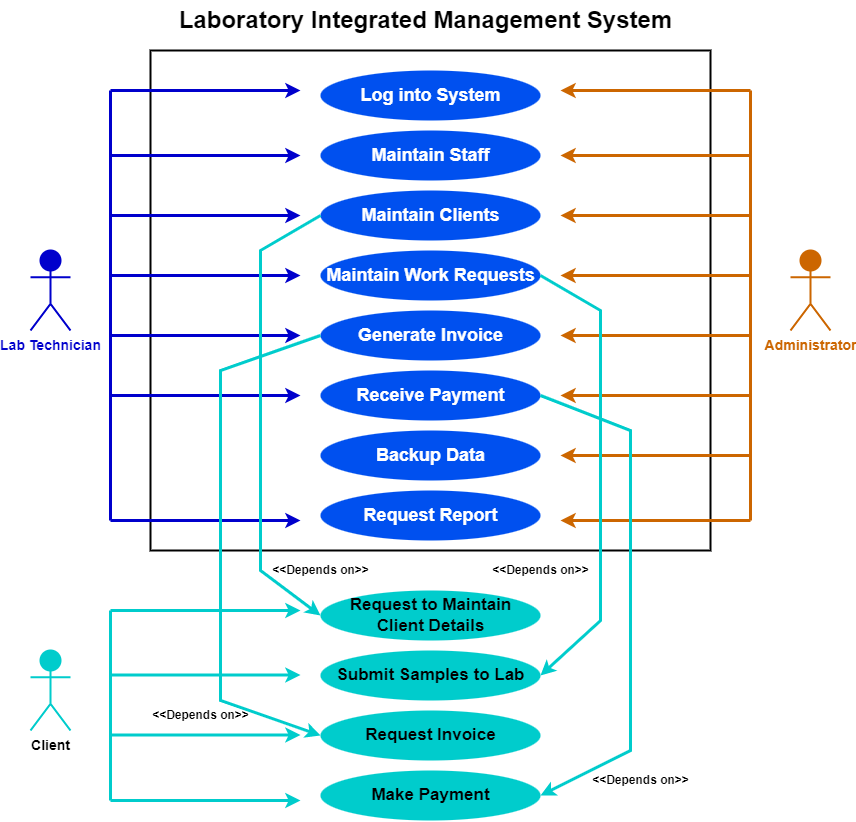 Laboratory Integrated Management System
Log into System
Maintain Staff
Maintain Clients
Maintain Work Requests
Lab Technician
Generate Invoice
Administrator
Receive Payment
Backup Data
Request Report
<<Depends on>>
<<Depends on>>
Request to Maintain
Client Details
Submit Samples to Lab
<<Depends on>>
Request Invoice
Client
<<Depends on>>
Make Payment